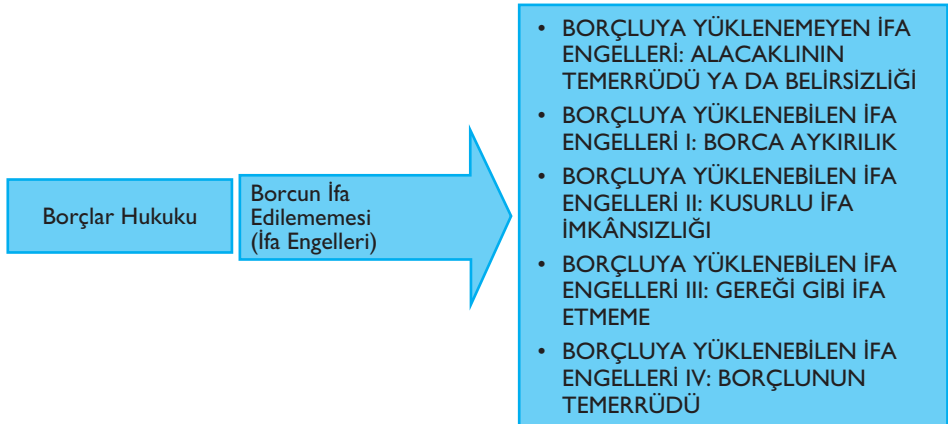 Borçlar Hukuku
Borcun İfa
Edilememesi
(İfa Engelleri)
• BORÇLUYA YÜKLENEMEYEN İFA
ENGELLERİ: ALACAKLININ
TEMERRÜDÜ YA DA BELİRSİZLİĞİ
• BORÇLUYA YÜKLENEBİLEN İFA
ENGELLERİ I: BORCA AYKIRILIK
• BORÇLUYA YÜKLENEBİLEN İFA
ENGELLERİ II: KUSURLU İFA
İMKÂNSIZLIĞI
• BORÇLUYA YÜKLENEBİLEN İFA
ENGELLERİ III: GEREĞİ GİBİ İFA
ETMEME
• BORÇLUYA YÜKLENEBİLEN İFA
ENGELLERİ IV: BORÇLUNUN
TEMERRÜDÜ